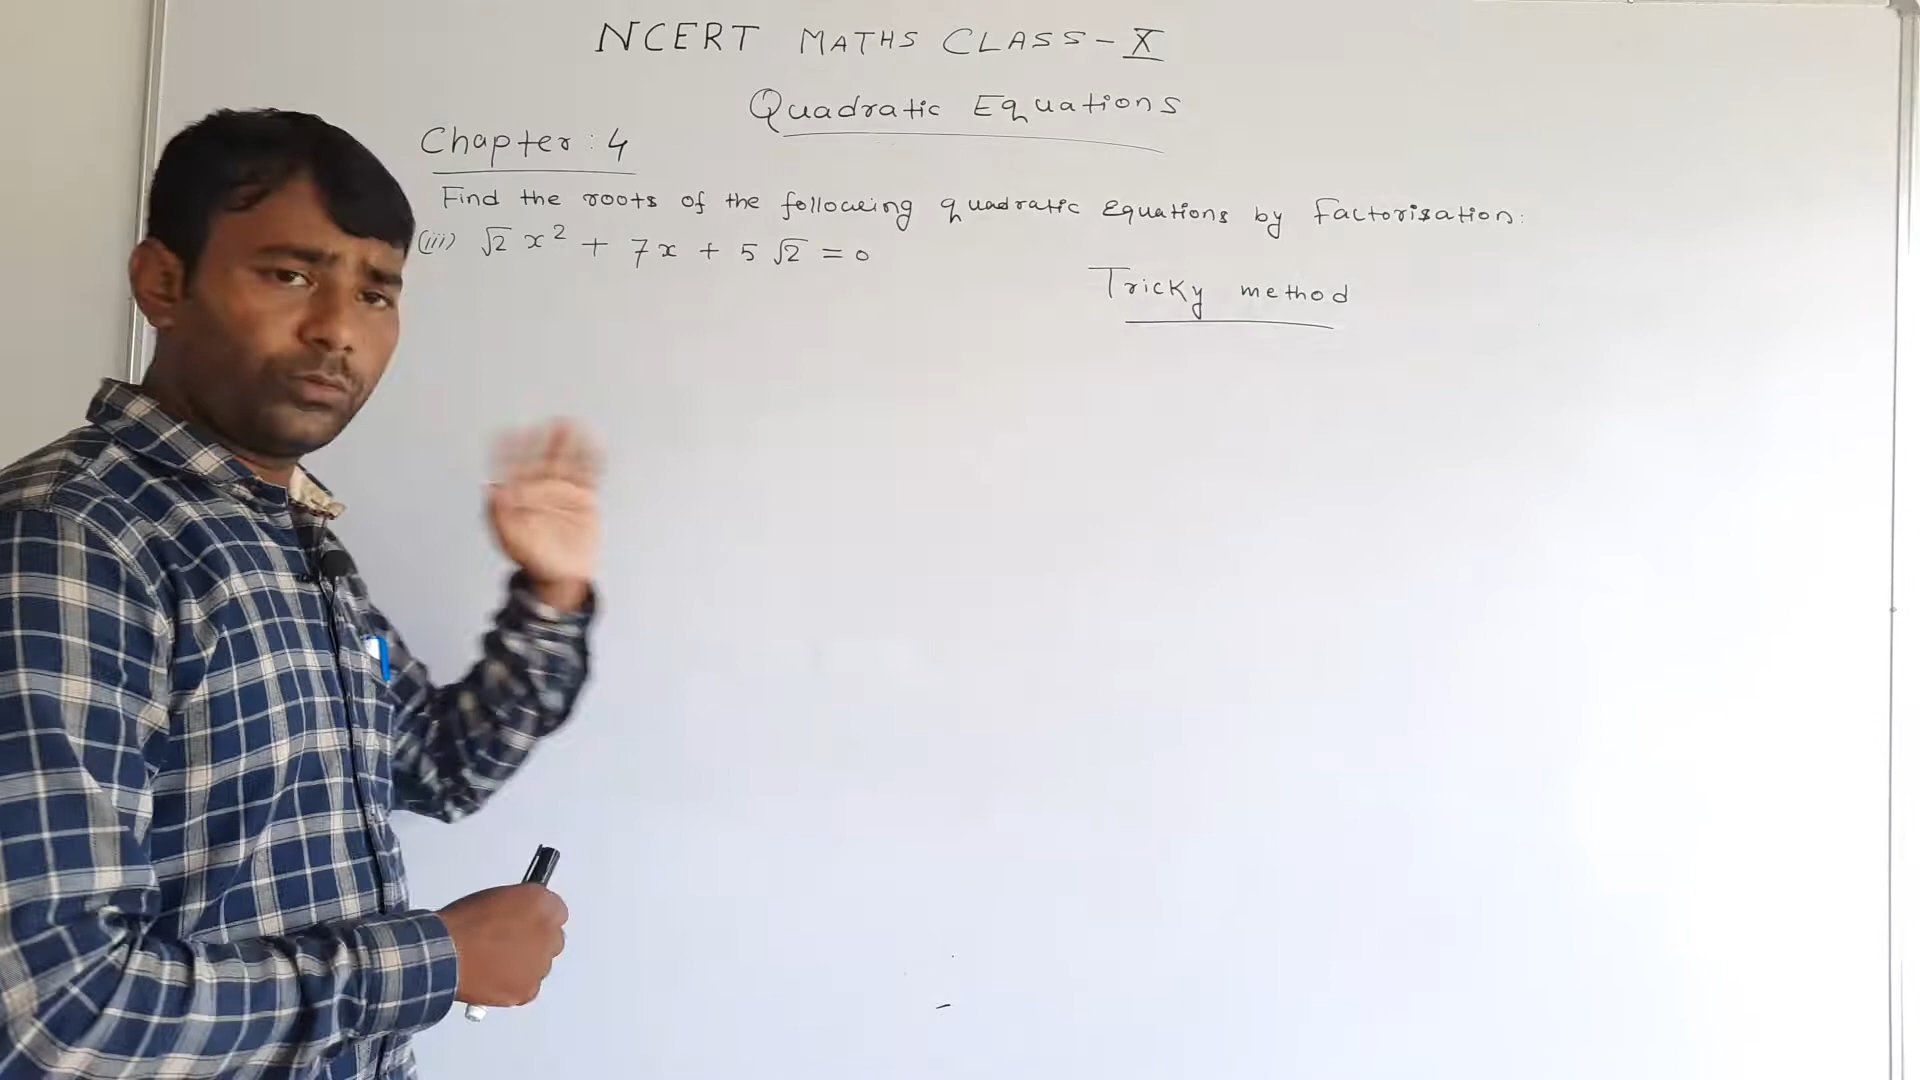 NCERT MATHS CLASS-X
Quadratic Equations
Chapter: 4
Find the roots of the following quadratic equations by Factorisation:
(iii) √2 x² + 7x + 5 √2 = 0
Tricky method